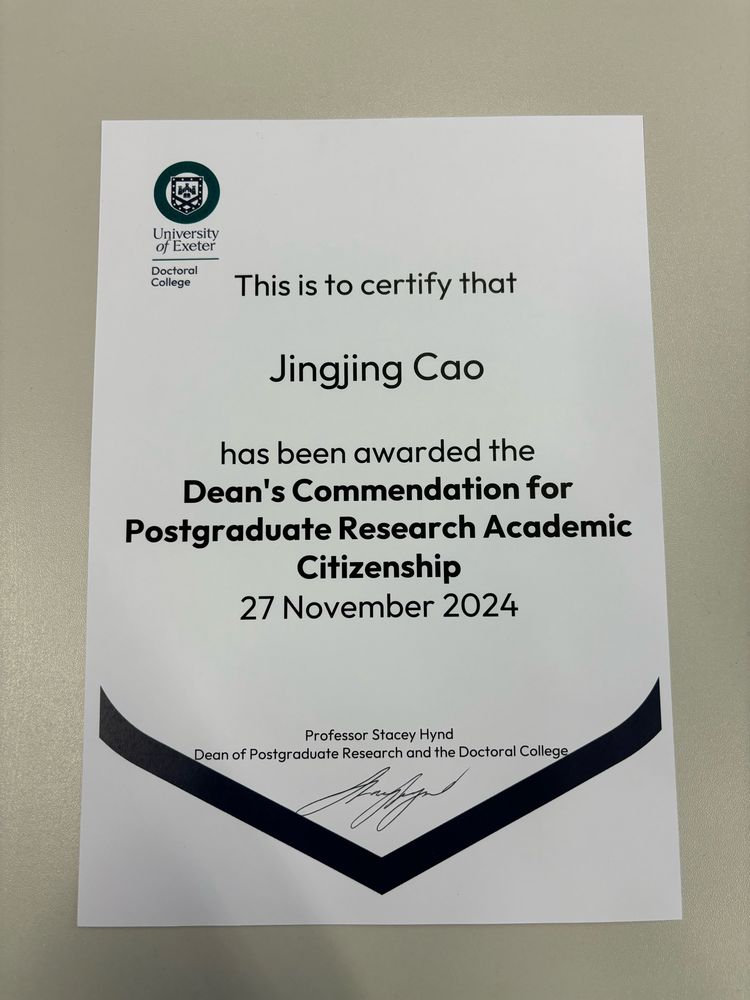 University
of Exeter
Doctoral
College
This is to certify that
Jingjing Cao
has been awarded the
Dean's Commendation for
Postgraduate Research Academic
Citizenship
27 November 2024
Professor Stacey Hynd
Dean of Postgraduate Research and the Doctoral College